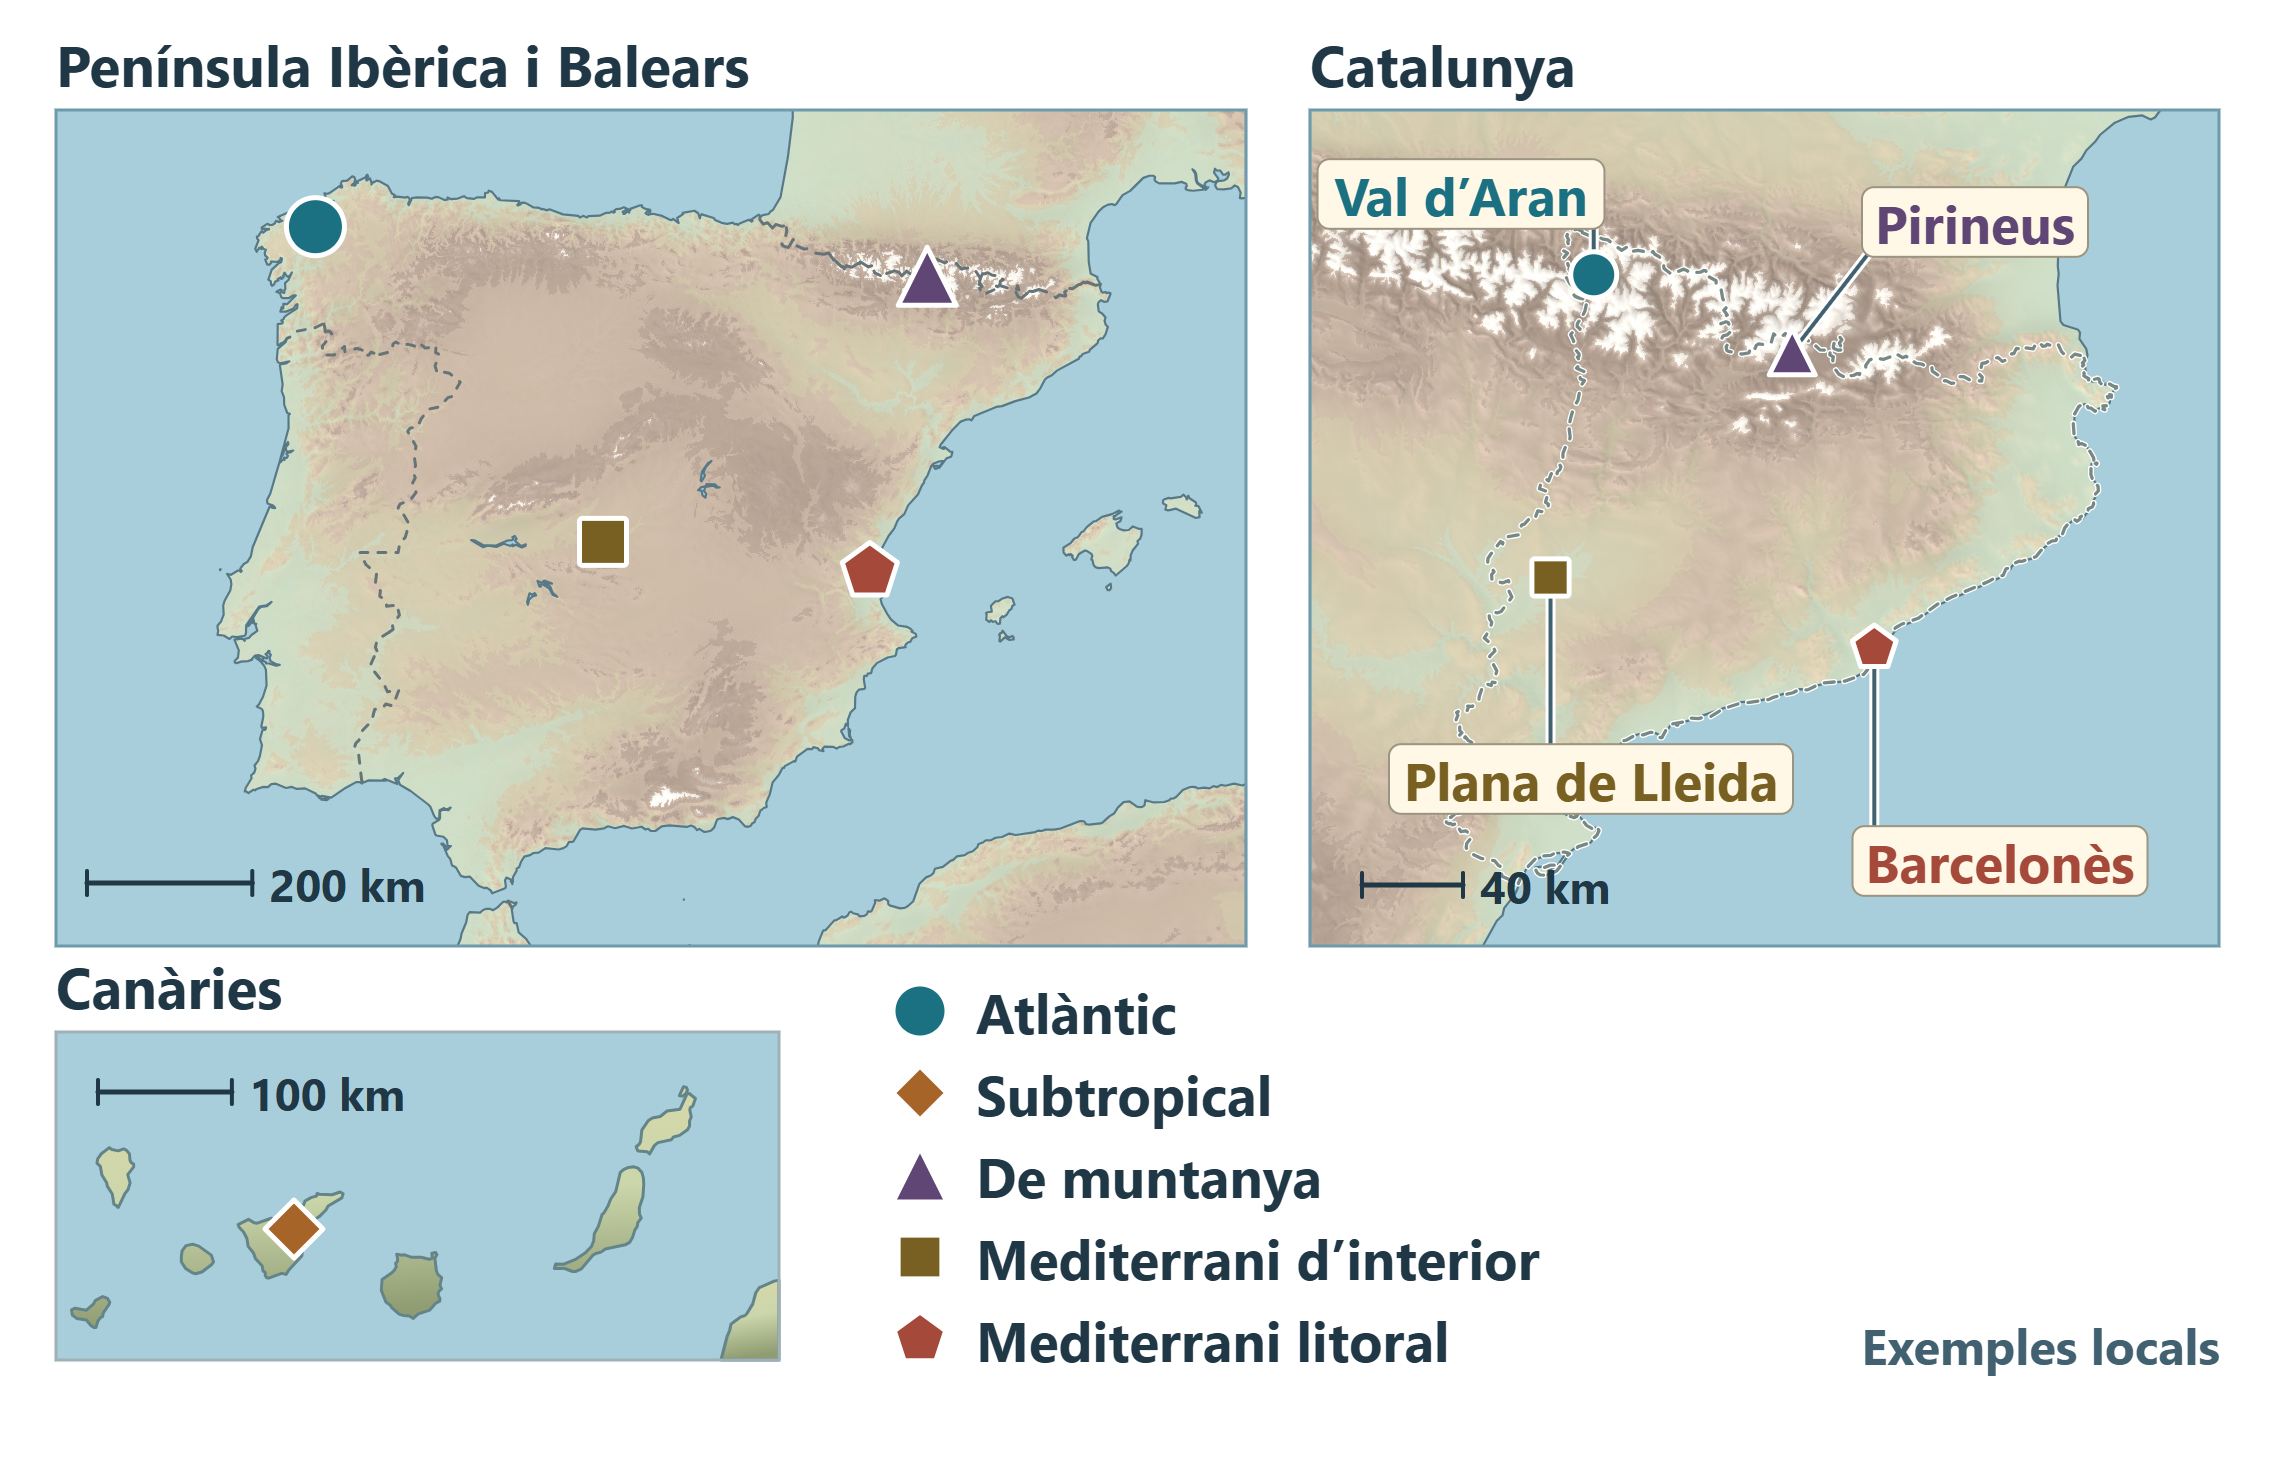 Península Ibèrica i Balears
Catalunya
Val d’Aran
Pirineus
Plana de Lleida
Barcelonès
200 km
40 km
Canàries
100 km
Atlàntic
Subtropical
De muntanya
Mediterrani d’interior
Mediterrani litoral
Exemples locals